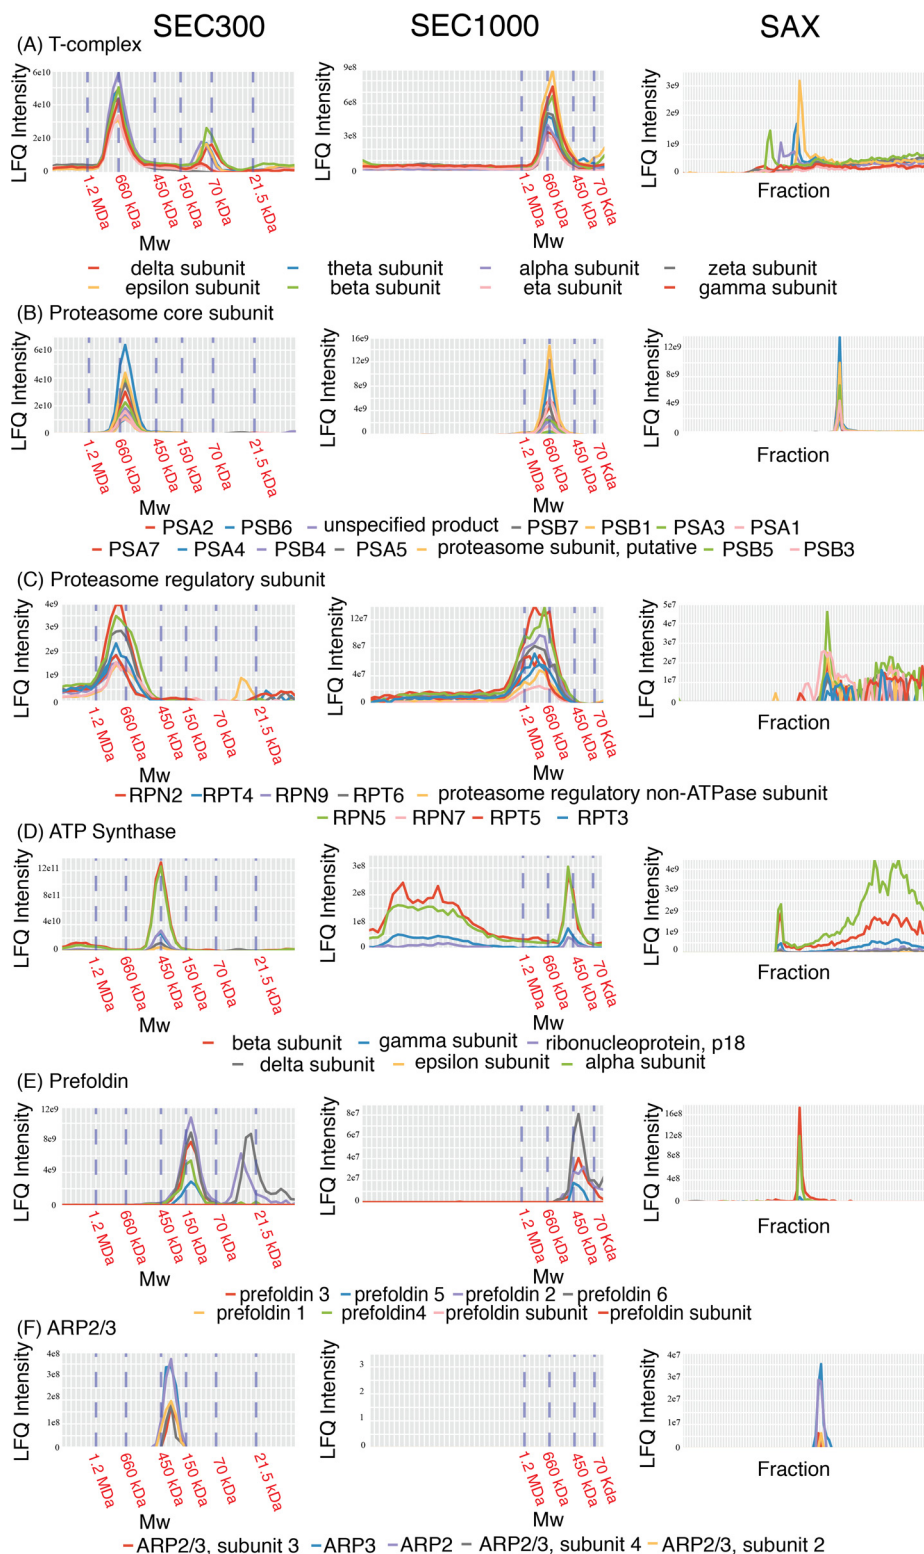 SEC300 SEC1000 SAX
(A) T-complex
LFQ Intensity 6e10 4e10 2e10 0
1.2 MDa 660 kDa 450 kDa 150 kDa 70 kDa 21.5 kDa
Mw
LFQ Intensity 9e8 6e8 3e8 0
1.2 MDa 660 kDa 450 kDa 70 Kda
Mw
LFQ Intensity 3e9 2e9 1e9 0
Fraction
delta subunit theta subunit alpha subunit zeta subunit
epsilon subunit beta subunit eta subunit gamma subunit
(B) Proteasome core subunit
LFQ Intensity 6e10 4e10 2e10 0
1.2 MDa 660 kDa 450 kDa 150 kDa 70 kDa 21.5 kDa
Mw
LFQ Intensity 16e9 12e9 8e9 4e9 0
1.2 MDa 660 kDa 450 kDa 70 Kda
Mw
LFQ Intensity 12e9 8e9 4e9 0
Fraction
PSA2 PSB6 unspecified product PSB7 PSB1 PSA3 PSA1
PSA7 PSA4 PSB4 PSA5 proteasome subunit, putative PSB5 PSB3
(C) Proteasome regulatory subunit
LFQ Intensity 4e9 3e9 2e9 1e9 0
1.2 MDa 660 kDa 450 kDa 150 kDa 70 kDa 21.5 kDa
Mw
LFQ Intensity 12e7 8e7 4e7 0
1.2 MDa 660 kDa 450 kDa 70 Kda
Mw
LFQ Intensity 5e7 4e7 3e7 2e7 1e7 0
Fraction
RPN2 RPT4 RPN9 RPT6 proteasome regulatory non-ATPase subunit
RPN5 RPN7 RPT5 RPT3
(D) ATP Synthase
LFQ Intensity 12e11 8e11 4e10 0
1.2 MDa 660 kDa 450 kDa 150 kDa 70 kDa 21.5 kDa
Mw
LFQ Intensity 3e8 2e8 1e8 0
1.2 MDa 660 kDa 450 kDa 70 Kda
Mw
LFQ Intensity 4e9 3e9 2e9 1e9 0
Fraction
beta subunit gamma subunit ribonucleoprotein, p18
delta subunit epsilon subunit alpha subunit
(E) Prefoldin
LFQ Intensity 12e9 8e9 4e9 0
1.2 MDa 660 kDa 450 kDa 150 kDa 70 kDa 21.5 kDa
Mw
LFQ Intensity 8e7 6e7 4e7 2e7 0
1.2 MDa 660 kDa 450 kDa 70 Kda
Mw
LFQ Intensity 16e8 12e8 8e8 4e8 0
Fraction
prefoldin 3 prefoldin 5 prefoldin 2 prefoldin 6
prefoldin 1 prefoldin4 prefoldin subunit prefoldin subunit
(F) ARP2/3
LFQ Intensity 4e8 3e8 2e8 1e8 0
1.2 MDa 660 kDa 450 kDa 150 kDa 70 kDa 21.5 kDa
Mw
LFQ Intensity 3 2 1 0
1.2 MDa 660 kDa 450 kDa 70 Kda
Mw
LFQ Intensity 4e7 3e7 2e7 1e7 0
Fraction
ARP2/3, subunit 3 ARP3 ARP2 ARP2/3, subunit 4 ARP2/3, subunit 2